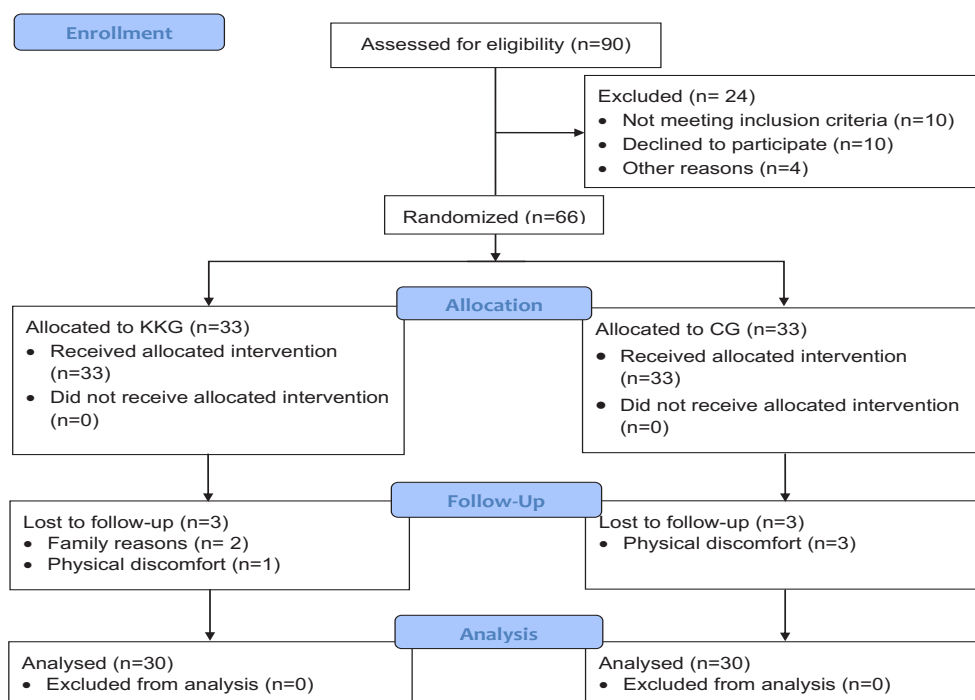 Enrollment
Assessed for eligibility (n=90)
Excluded (n= 24)
• Not meeting inclusion criteria (n=10)
• Declined to participate (n=10)
• Other reasons (n=4)
Randomized (n=66)
Allocation
Allocated to KKG (n=33)
• Received allocated intervention
(n=33)
• Did not receive allocated intervention
(n=0)
Allocated to CG (n=33)
• Received allocated intervention
(n=33)
• Did not receive allocated intervention
(n=0)
Follow-Up
Lost to follow-up (n=3)
• Family reasons (n= 2)
• Physical discomfort (n=1)
Lost to follow-up (n=3)
• Physical discomfort (n=3)
Analysis
Analysed (n=30)
• Excluded from analysis (n=0)
Analysed (n=30)
• Excluded from analysis (n=0)